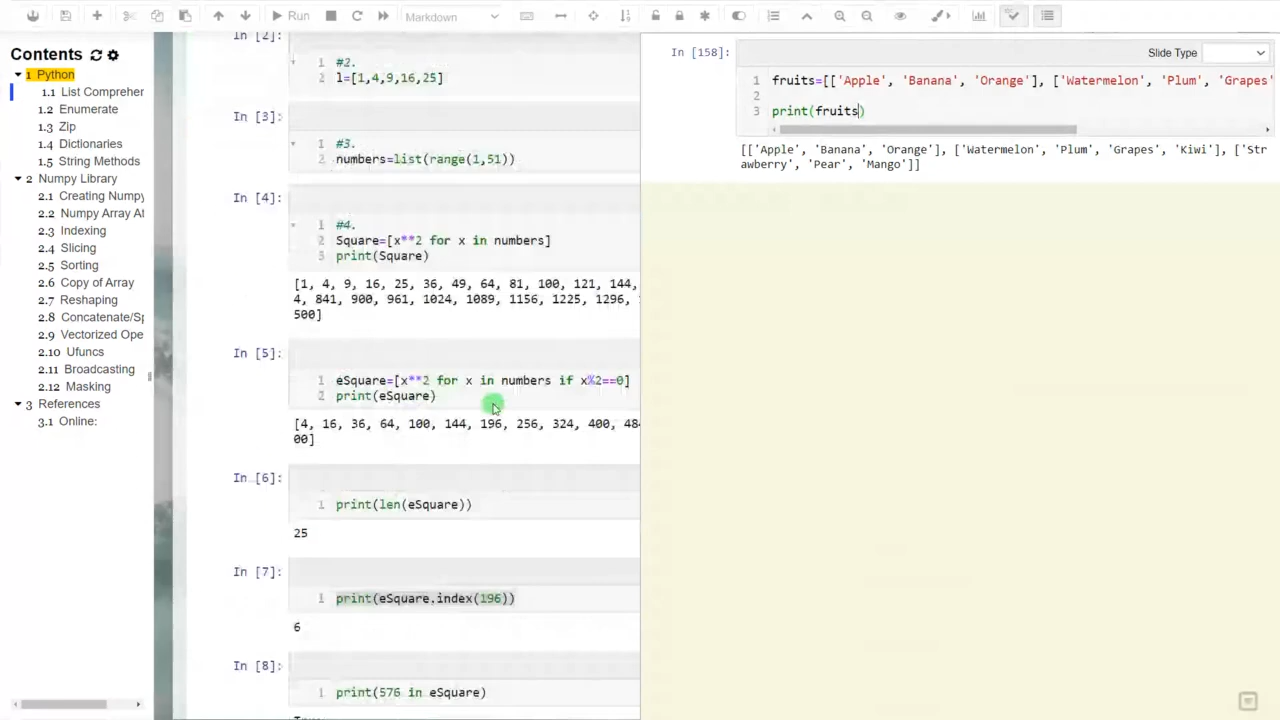 Run
Markdown
Contents
1 Python
1.1 List Compreher
1.2 Enumerate
1.3 Zip
1.4 Dictionaries
1.5 String Methods
2 Numpy Library
2.1 Creating Numpy
2.2 Numpy Array At
2.3 Indexing
2.4 Slicing
2.5 Sorting
2.6 Copy of Array
2.7 Reshaping
2.8 Concatenate/Sp
2.9 Vectorized Ope
2.10 Ufuncs
2.11 Broadcasting
2.12 Masking
3 References
3.1 Online:
In [2]:
1 #2.
2 l=[1,4,9,16,25]
In [3]:
1 #3.
2 numbers=list(range(1,51))
In [4]:
1 #4.
2 Square=[x**2 for x in numbers]
3 print(Square)
[1, 4, 9, 16, 25, 36, 49, 64, 81, 100, 121, 144,
4, 841, 900, 961, 1024, 1089, 1156, 1225, 1296,
500]
In [5]:
1 eSquare=[x**2 for x in numbers if x%2==0]
2 print(eSquare)
[4, 16, 36, 64, 100, 144, 196, 256, 324, 400, 484
00]
In [6]:
1 print(len(eSquare))
25
In [7]:
1 print(eSquare.index(196))
6
In [8]:
1 print(576 in eSquare)
In [158]:
Slide Type
1 fruits=[['Apple', 'Banana', 'Orange'], ['Watermelon', 'Plum', 'Grapes'
2
3 print(fruits)
[['Apple', 'Banana', 'Orange'], ['Watermelon', 'Plum', 'Grapes', 'Kiwi'], ['Str
awberry', 'Pear', 'Mango']]